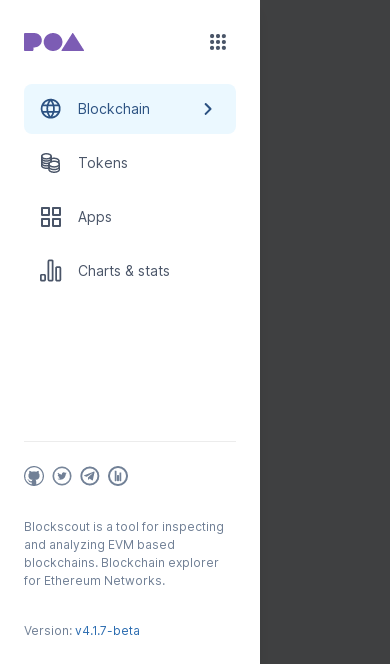 POA
Blockchain
Tokens
Apps
Charts & stats
Blockscout is a tool for inspecting
and analyzing EVM based
blockchains. Blockchain explorer
for Ethereum Networks.
Version: v4.1.7-beta